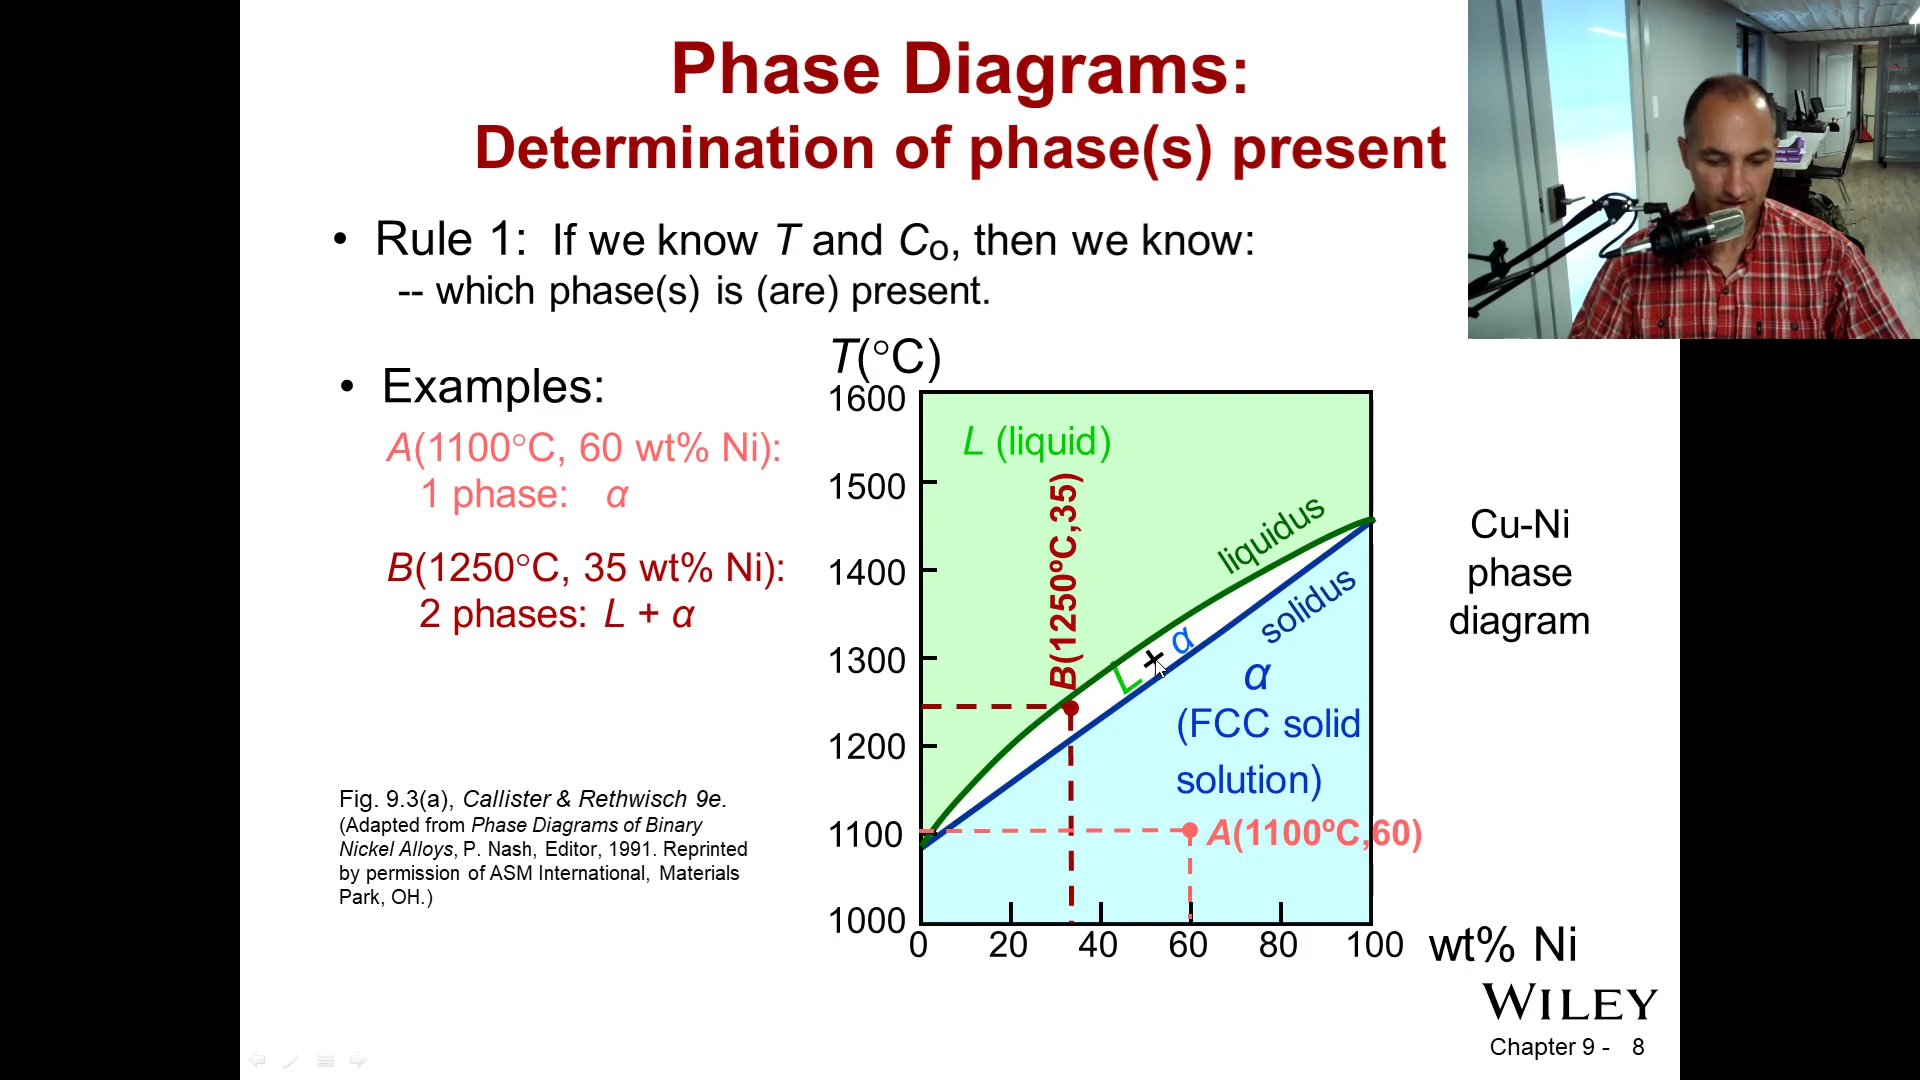 Phase Diagrams:
Determination of phase(s) present
• Rule 1: If we know T and Co, then we know:
-- which phase(s) is (are) present.
• Examples:
A(1100°C, 60 wt% Ni):
1 phase: α
B(1250°C, 35 wt% Ni):
2 phases: L + α
Fig. 9.3(a), Callister & Rethwisch 9e.
(Adapted from Phase Diagrams of Binary
Nickel Alloys, P. Nash, Editor, 1991. Reprinted
by permission of ASM International, Materials
Park, OH.)
T(°C)
1600
1500
1400
1300
1200
1100
1000
0 20 40 60 80 100 wt% Ni
L (liquid)
B(1250ºC,35)
liquidus
solidus
L + α
α
(FCC solid
solution)
A(1100ºC,60)
Cu-Ni
phase
diagram
WILEY
Chapter 9 - 8